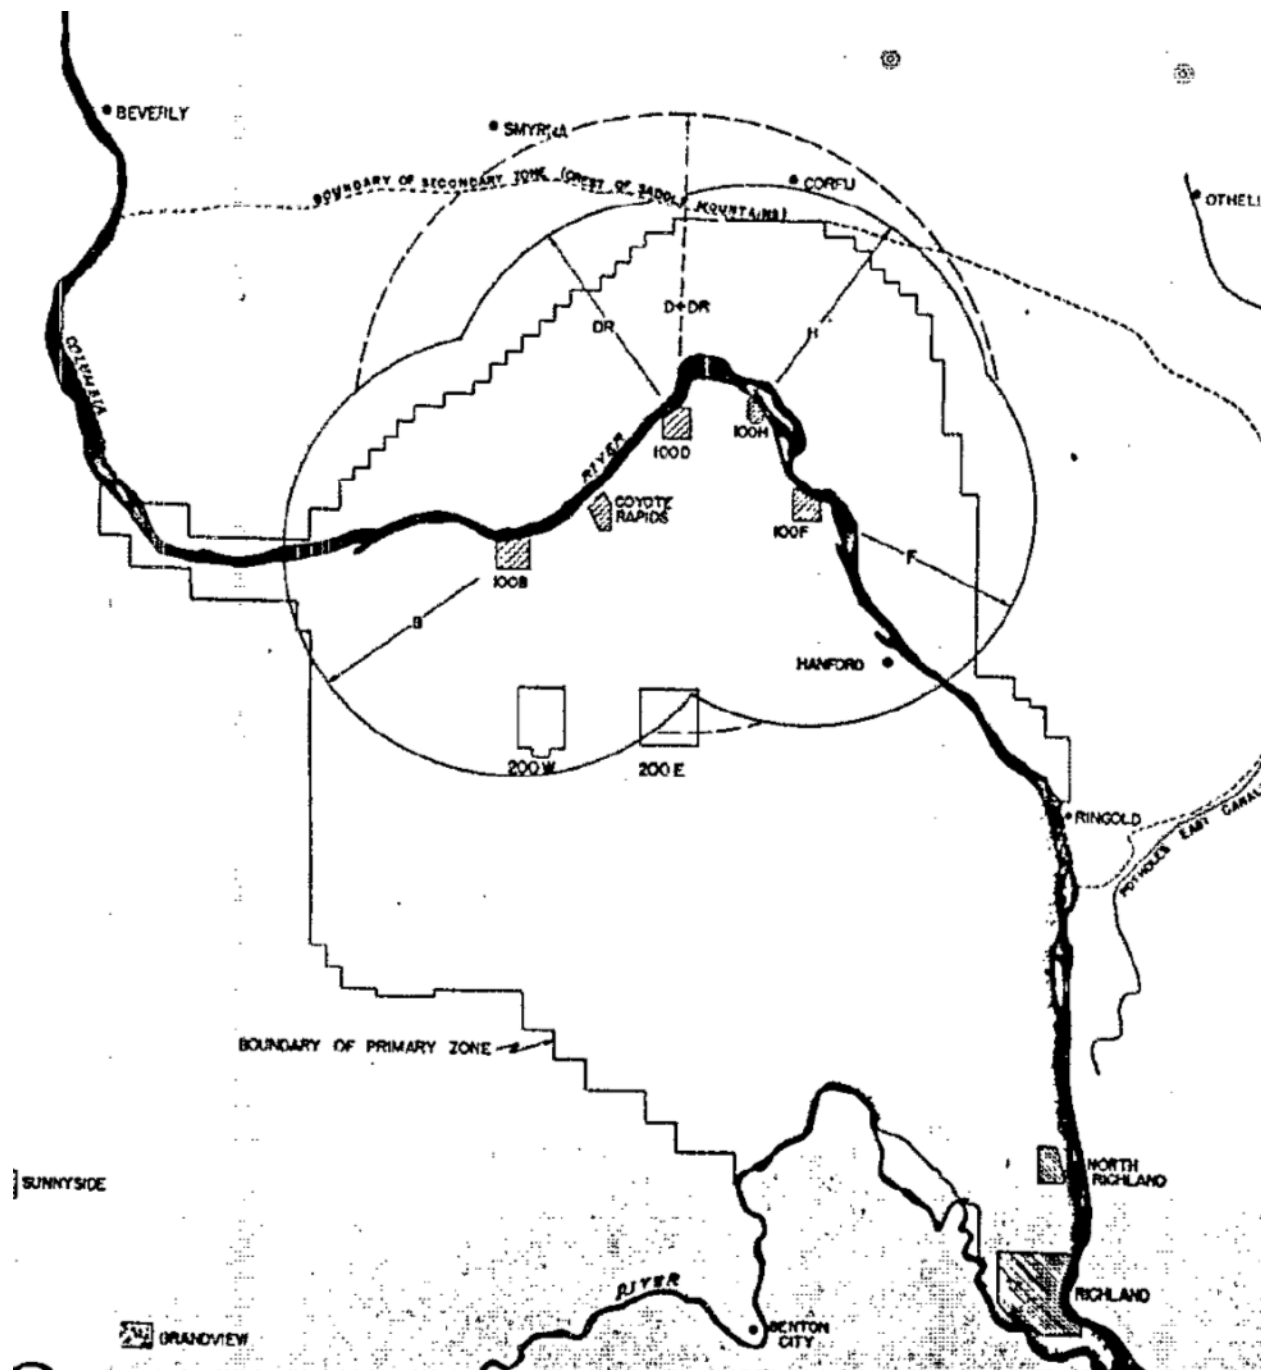 BEVERLY
SMYRNA
CORFU
OTHELL
BOUNDARY OF SECONDARY ZONE (CREST OF SADDLE MOUNTAINS)
DR
D+DR
H
COLUMBIA
RIVER
100D
100H
COYOTE
RAPIDS
100F
F
100B
B
HANFORD
200W
200E
RINGOLD
POTHOLES EAST CANAL
BOUNDARY OF PRIMARY ZONE
NORTH
RICHLAND
SUNNYSIDE
RIVER
RICHLAND
BENTON
CITY
GRANDVIEW